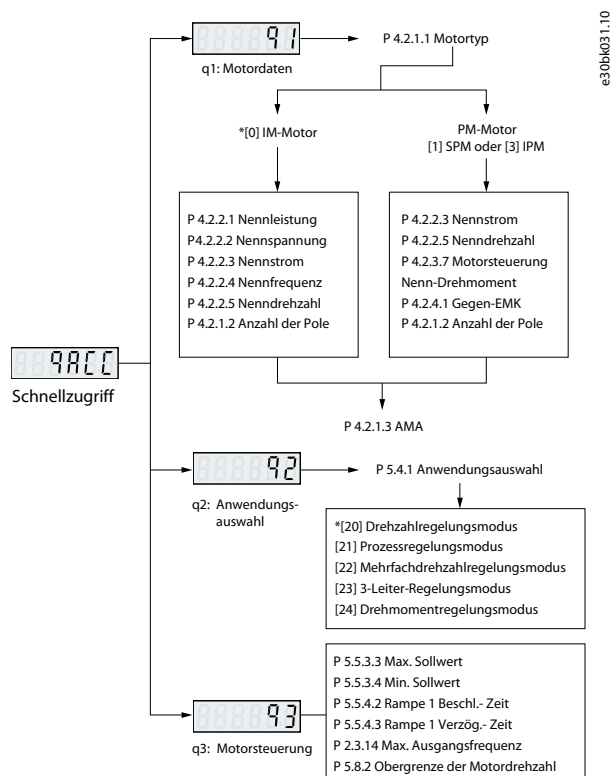 e30bk031.10
q1
P 4.2.1.1 Motortyp
q1: Motordaten
*[0] IM-Motor
PM-Motor
[1] SPM oder [3] IPM
P 4.2.2.1 Nennleistung
P4.2.2.2 Nennspannung
P 4.2.2.3 Nennstrom
P 4.2.2.4 Nennfrequenz
P 4.2.2.5 Nenndrehzahl
P 4.2.1.2 Anzahl der Pole
P 4.2.2.3 Nennstrom
P 4.2.2.5 Nenndrehzahl
P 4.2.3.7 Motorsteuerung
Nenn-Drehmoment
P 4.2.4.1 Gegen-EMK
P 4.2.1.2 Anzahl der Pole
qACC
Schnellzugriff
P 4.2.1.3 AMA
q2
P 5.4.1 Anwendungsauswahl
q2: Anwendungs-
auswahl
*[20] Drehzahlregelungsmodus
[21] Prozessregelungsmodus
[22] Mehrfachdrehzahlregelungsmodus
[23] 3-Leiter-Regelungsmodus
[24] Drehmomentregelungsmodus
q3
q3: Motorsteuerung
P 5.5.3.3 Max. Sollwert
P 5.5.3.4 Min. Sollwert
P 5.5.4.2 Rampe 1 Beschl.- Zeit
P 5.5.4.3 Rampe 1 Verzög.- Zeit
P 2.3.14 Max. Ausgangsfrequenz
P 5.8.2 Obergrenze der Motordrehzahl